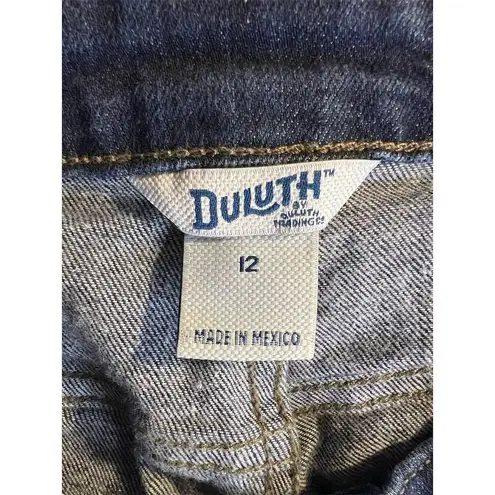 DULUTH™
BY
DULUTH
TRADING Co
12
MADE IN MEXICO